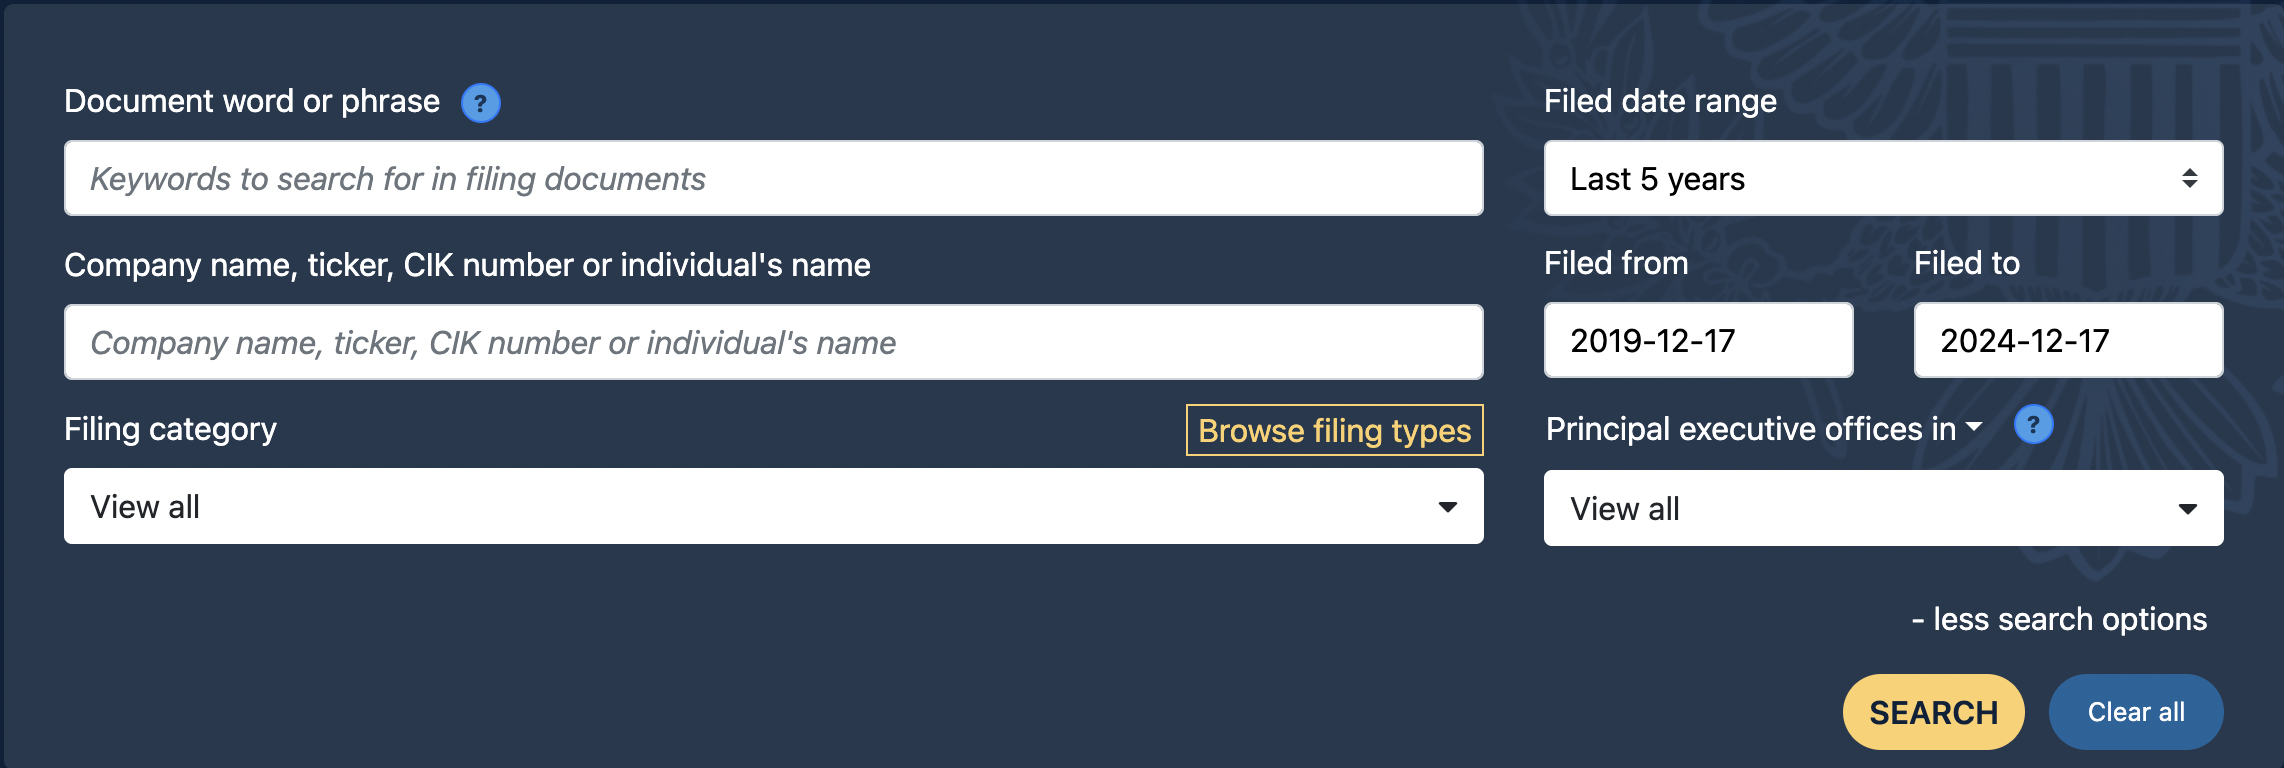 Document word or phrase ?
Keywords to search for in filing documents
Company name, ticker, CIK number or individual's name
Company name, ticker, CIK number or individual's name
Filing category
Browse filing types
View all
Filed date range
Last 5 years
Filed from
Filed to
2019-12-17
2024-12-17
Principal executive offices in ?
View all
- less search options
SEARCH
Clear all